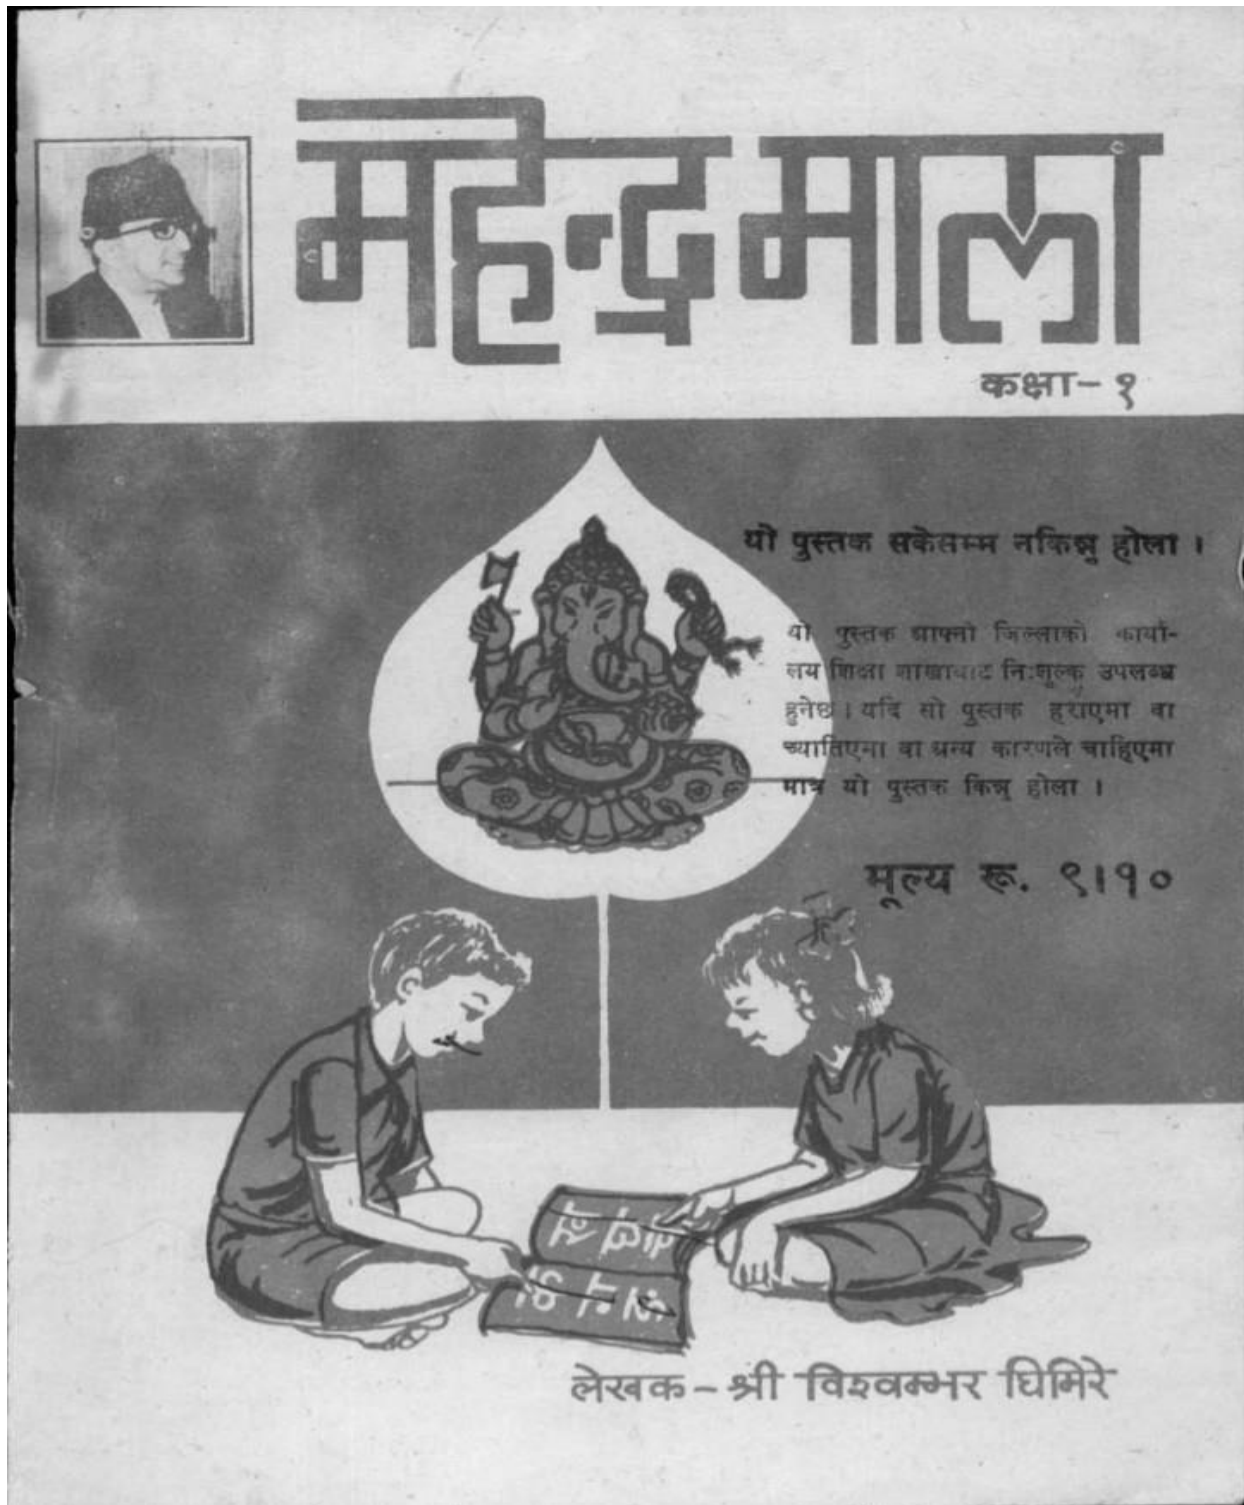 महेन्द्र माला
कक्षा - १
यो पुस्तक सकेसम्म नकिन्नु होला ।
यो पुस्तक आफ्नो जिल्लाको कार्या-
लय शिक्षा शाखाबाट निःशुल्क उपलब्ध
हुनेछ । यदि सो पुस्तक हराएमा वा
च्यातिएमा वा अन्य कारणले चाहिएमा
मात्र यो पुस्तक किन्नु होला ।
मूल्य रू. ९।१०
लेखक - श्री विश्वम्भर घिमिरे